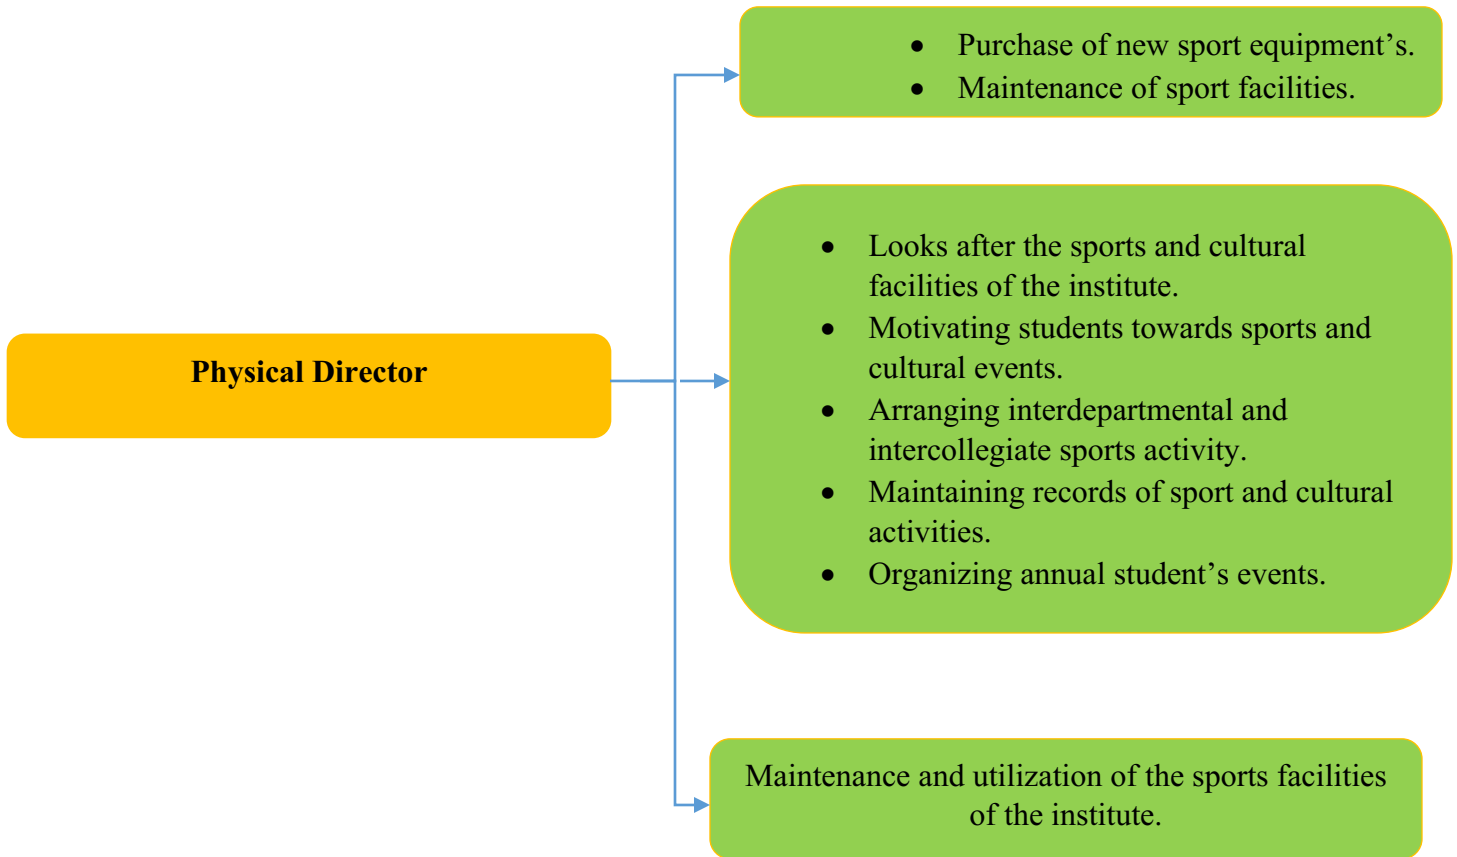 • Purchase of new sport equipment’s.
• Maintenance of sport facilities.
• Looks after the sports and cultural
facilities of the institute.
• Motivating students towards sports and
cultural events.
• Arranging interdepartmental and
intercollegiate sports activity.
• Maintaining records of sport and cultural
activities.
• Organizing annual student’s events.
Physical Director
Maintenance and utilization of the sports facilities
of the institute.